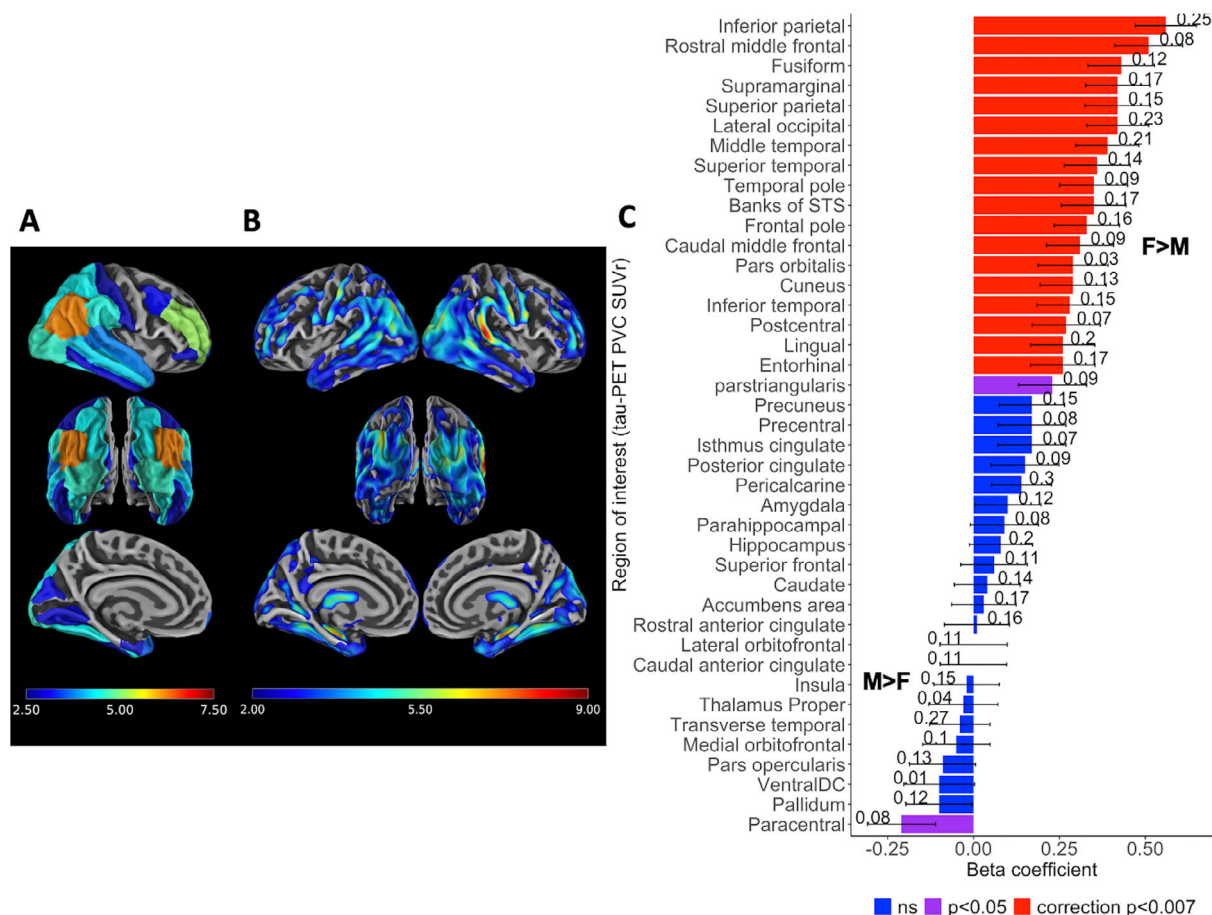 A
B
2.50 5.00 7.50
2.00 5.50 9.00
C
Region of interest (tau-PET PVC SUVr)
Inferior parietal 0.25
Rostral middle frontal 0.08
Fusiform 0.12
Supramarginal 0.17
Superior parietal 0.15
Lateral occipital 0.23
Middle temporal 0.21
Superior temporal 0.14
Temporal pole 0.09
Banks of STS 0.17
Frontal pole 0.16
Caudal middle frontal 0.09
F>M
Pars orbitalis 0.03
Cuneus 0.13
Inferior temporal 0.15
Postcentral 0.07
Lingual 0.2
Entorhinal 0.17
parstriangularis 0.09
Precuneus 0.15
Precentral 0.08
Isthmus cingulate 0.07
Posterior cingulate 0.09
Pericalcarine 0.3
Amygdala 0.12
Parahippocampal 0.08
Hippocampus 0.2
Superior frontal 0.11
Caudate 0.14
Accumbens area 0.17
Rostral anterior cingulate 0.16
Lateral orbitofrontal 0.11
Caudal anterior cingulate 0.11
M>F
Insula 0.15
Thalamus Proper 0.04
Transverse temporal 0.27
Medial orbitofrontal 0.1
Pars opercularis 0.13
VentralDC 0.01
Pallidum 0.12
Paracentral 0.08
-0.25 0.00 0.25 0.50
Beta coefficient
ns p<0.05 correction p<0.007